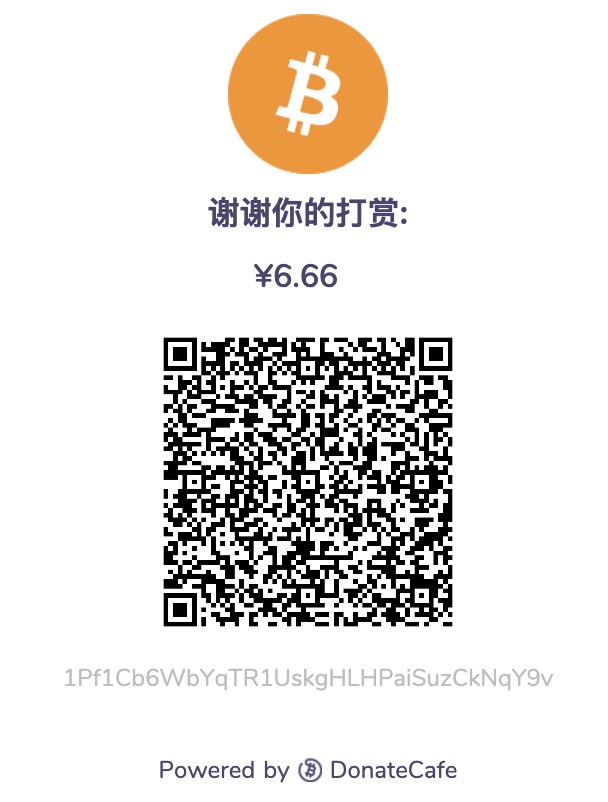 谢谢你的打赏:
¥6.66
1Pf1Cb6WbYqTR1UskgHLHPaiSuzCkNqY9v
Powered by DonateCafe